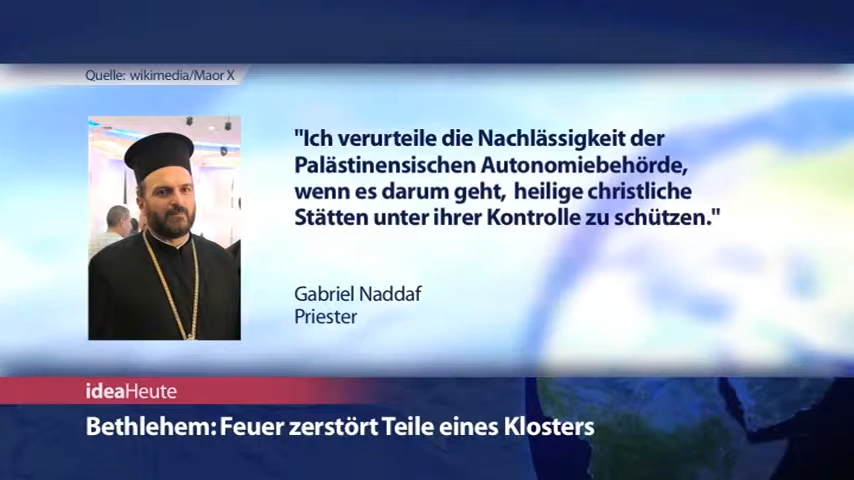 Quelle: wikimedia/Maor X
"Ich verurteile die Nachlässigkeit der
Palästinensischen Autonomiebehörde,
wenn es darum geht, heilige christliche
Stätten unter ihrer Kontrolle zu schützen."
Gabriel Naddaf
Priester
ideaHeute
Bethlehem: Feuer zerstört Teile eines Klosters